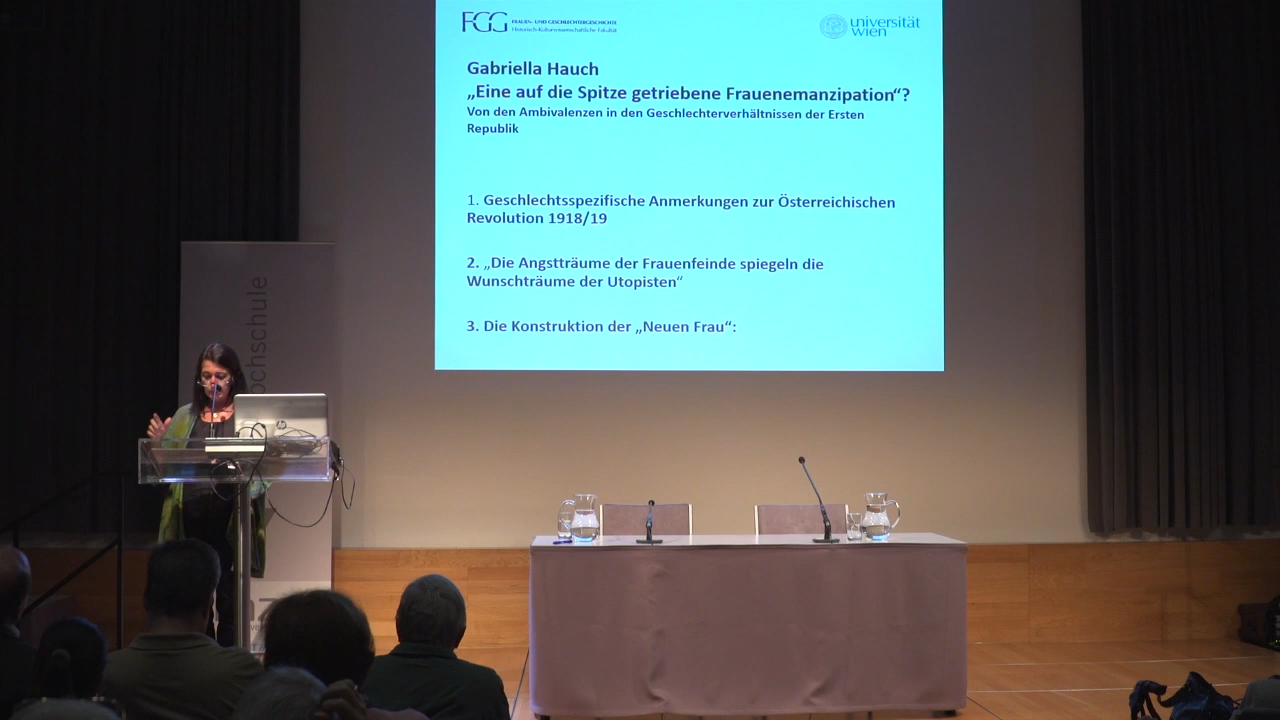 FGG FRAUEN- UND GESCHLECHTERGESCHICHTE
Historisch-Kulturwissenschaftliche Fakultät
universität
wien
Gabriella Hauch
„Eine auf die Spitze getriebene Frauenemanzipation“?
Von den Ambivalenzen in den Geschlechterverhältnissen der Ersten
Republik
1. Geschlechtsspezifische Anmerkungen zur Österreichischen
Revolution 1918/19
2. „Die Angstträume der Frauenfeinde spiegeln die
Wunschträume der Utopisten“
3. Die Konstruktion der „Neuen Frau“:
ochschule
hp